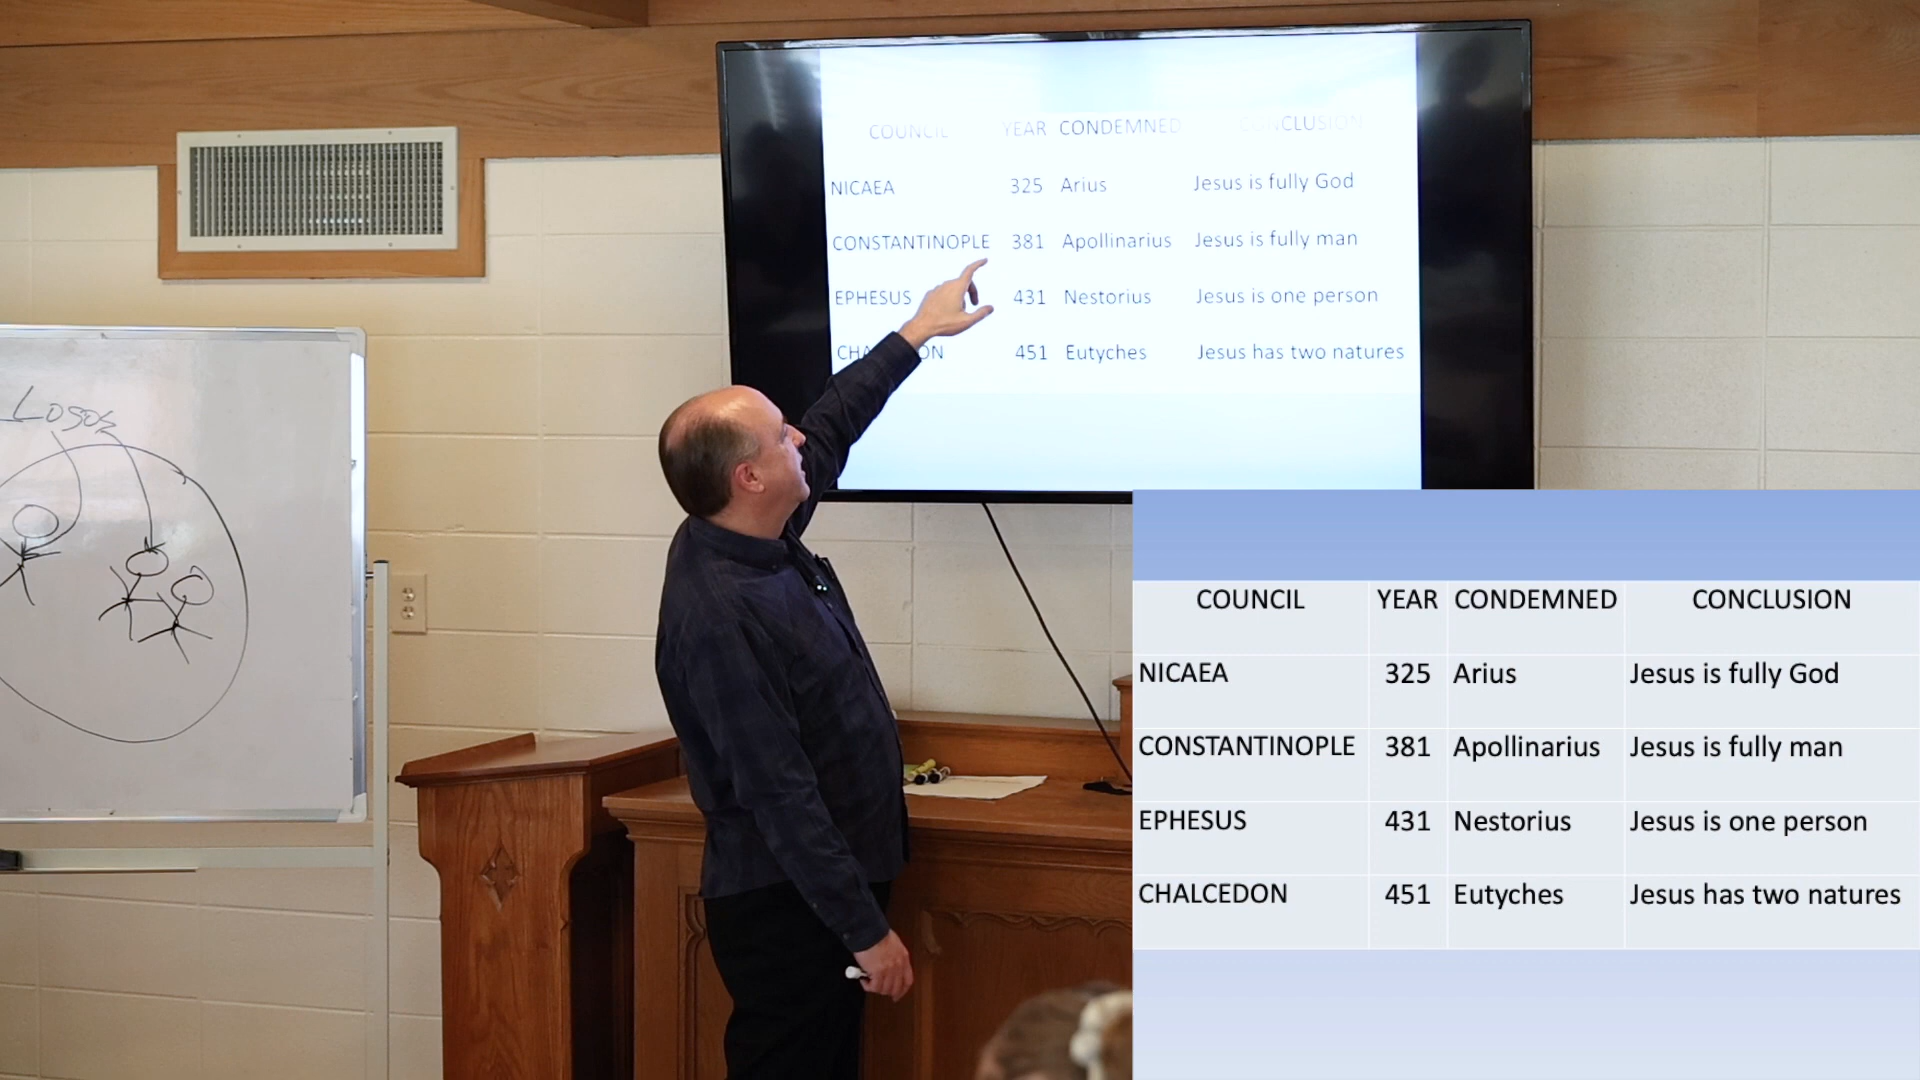 COUNCIL YEAR CONDEMNED CONCLUSION
NICAEA 325 Arius Jesus is fully God
CONSTANTINOPLE 381 Apollinarius Jesus is fully man
EPHESUS 431 Nestorius Jesus is one person
CHA ON 451 Eutyches Jesus has two natures
Logos
COUNCIL YEAR CONDEMNED CONCLUSION
NICAEA 325 Arius Jesus is fully God
CONSTANTINOPLE 381 Apollinarius Jesus is fully man
EPHESUS 431 Nestorius Jesus is one person
CHALCEDON 451 Eutyches Jesus has two natures